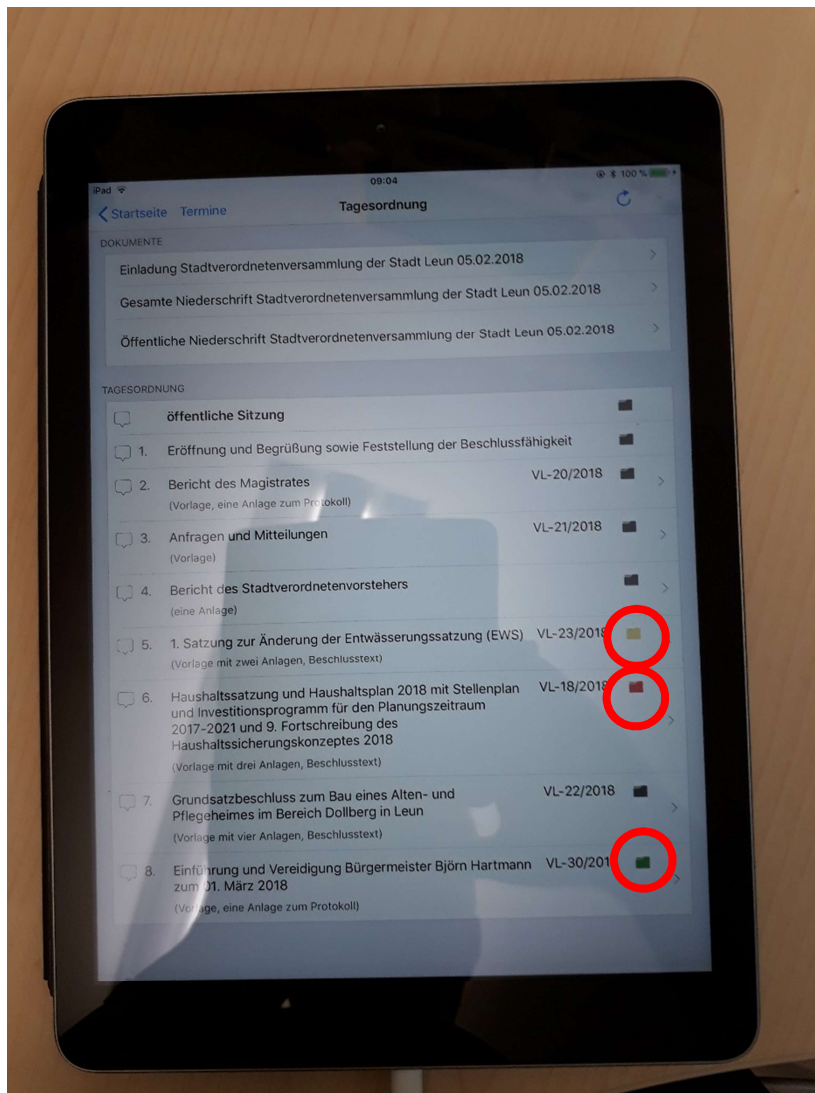 iPad 09:04 100 %
Startseite Termine Tagesordnung
DOKUMENTE
Einladung Stadtverordnetenversammlung der Stadt Leun 05.02.2018
Gesamte Niederschrift Stadtverordnetenversammlung der Stadt Leun 05.02.2018
Öffentliche Niederschrift Stadtverordnetenversammlung der Stadt Leun 05.02.2018
TAGESORDNUNG
öffentliche Sitzung
1. Eröffnung und Begrüßung sowie Feststellung der Beschlussfähigkeit
2. Bericht des Magistrates VL-20/2018
(Vorlage, eine Anlage zum Protokoll)
3. Anfragen und Mitteilungen VL-21/2018
(Vorlage)
4. Bericht des Stadtverordnetenvorstehers
(eine Anlage)
5. 1. Satzung zur Änderung der Entwässerungssatzung (EWS) VL-23/2018
(Vorlage mit zwei Anlagen, Beschlusstext)
6. Haushaltssatzung und Haushaltsplan 2018 mit Stellenplan VL-18/2018
und Investitionsprogramm für den Planungszeitraum
2017-2021 und 9. Fortschreibung des
Haushaltssicherungskonzeptes 2018
(Vorlage mit drei Anlagen, Beschlusstext)
7. Grundsatzbeschluss zum Bau eines Alten- und VL-22/2018
Pflegeheimes im Bereich Dollberg in Leun
(Vorlage mit vier Anlagen, Beschlusstext)
8. Einführung und Vereidigung Bürgermeister Björn Hartmann VL-30/201
zum 01. März 2018
(Vorlage, eine Anlage zum Protokoll)